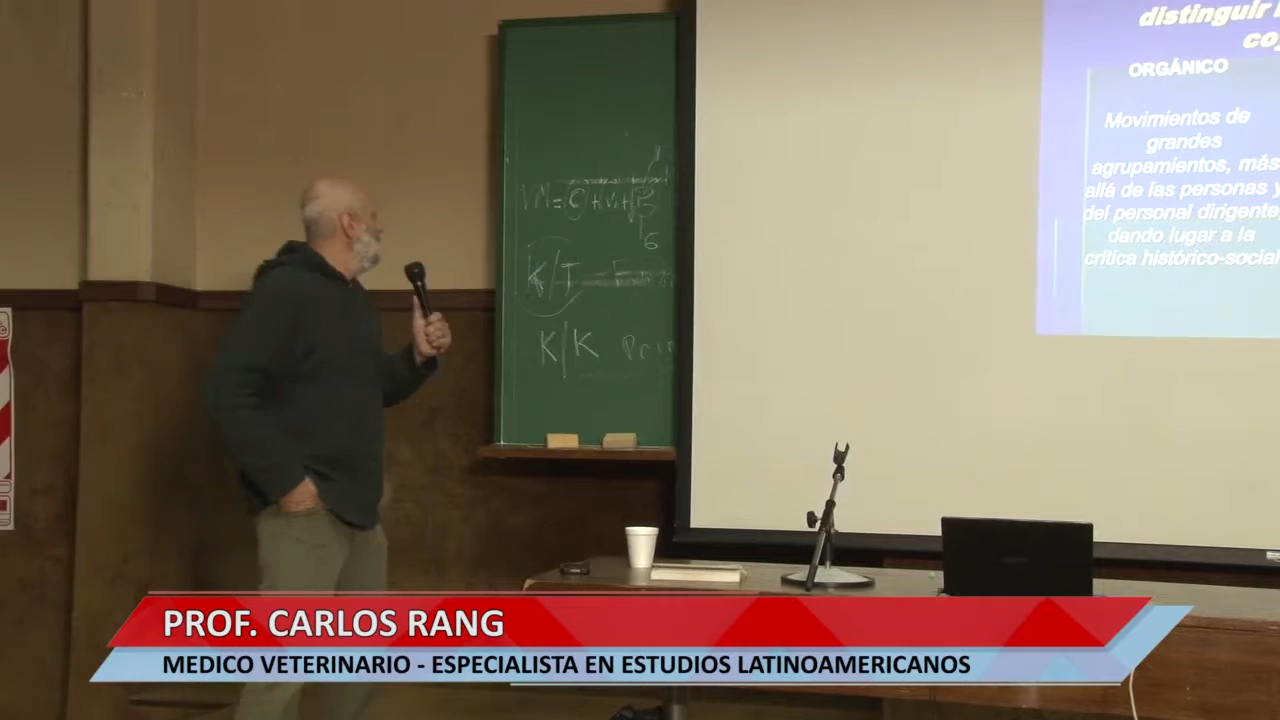 distinguir
ORGÁNICO
Movimientos de
grandes
agrupamientos, más
allá de las personas y
del personal dirigente,
dando lugar a la
crítica histórico-social
K/T
K/K
PROF. CARLOS RANG
MEDICO VETERINARIO - ESPECIALISTA EN ESTUDIOS LATINOAMERICANOS